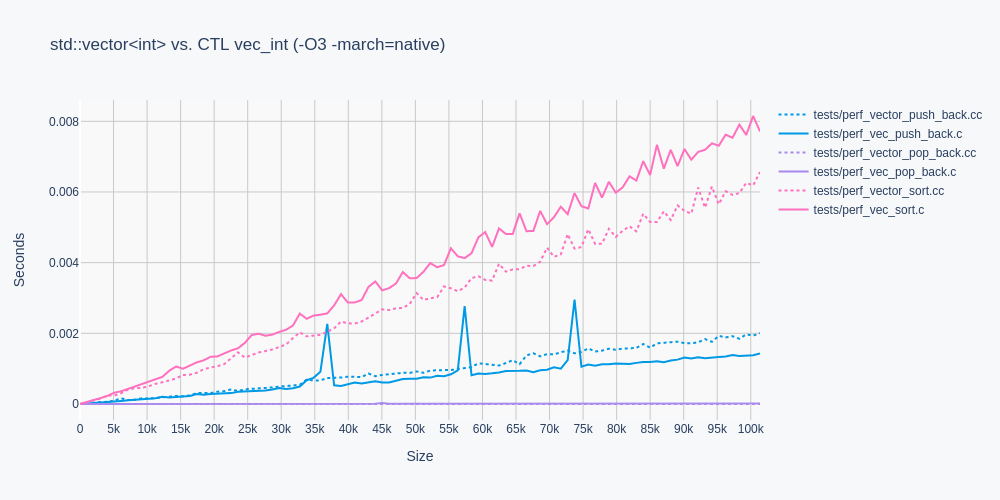 std::vector<int> vs. CTL vec_int (-O3 -march=native)
0.008
0.006
0.004
0.002
0
Seconds
0 5k 10k 15k 20k 25k 30k 35k 40k 45k 50k 55k 60k 65k 70k 75k 80k 85k 90k 95k 100k
Size
tests/perf_vector_push_back.cc
tests/perf_vec_push_back.c
tests/perf_vector_pop_back.cc
tests/perf_vec_pop_back.c
tests/perf_vector_sort.cc
tests/perf_vec_sort.c